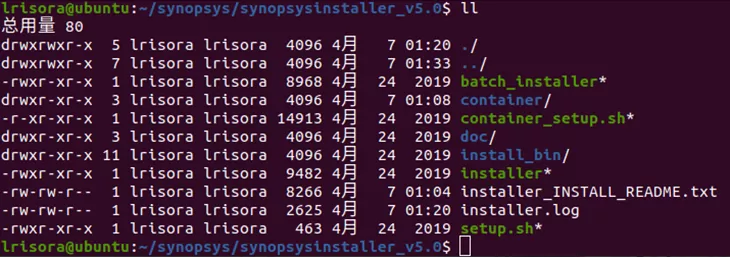 lrisora@ubuntu:~/synopsys/synopsysinstaller_v5.0$ ll
总用量 80
drwxrwxr-x  5 lrisora lrisora  4096 4月   7 01:20 ./
drwxrwxr-x  7 lrisora lrisora  4096 4月   7 01:33 ../
-rwxr-xr-x  1 lrisora lrisora  8968 4月  24  2019 batch_installer*
drwxr-xr-x  3 lrisora lrisora  4096 4月   7 01:08 container/
-r-xr-xr-x  1 lrisora lrisora 14913 4月  24  2019 container_setup.sh*
drwxr-xr-x  3 lrisora lrisora  4096 4月  24  2019 doc/
drwxr-xr-x 11 lrisora lrisora  4096 4月  24  2019 install_bin/
-rwxr-xr-x  1 lrisora lrisora  9482 4月  24  2019 installer*
-rw-rw-r--  1 lrisora lrisora  8266 4月   7 01:04 installer_INSTALL_README.txt
-rw-rw-r--  1 lrisora lrisora  2625 4月   7 01:20 installer.log
-rwxr-xr-x  1 lrisora lrisora   463 4月  24  2019 setup.sh*
lrisora@ubuntu:~/synopsys/synopsysinstaller_v5.0$